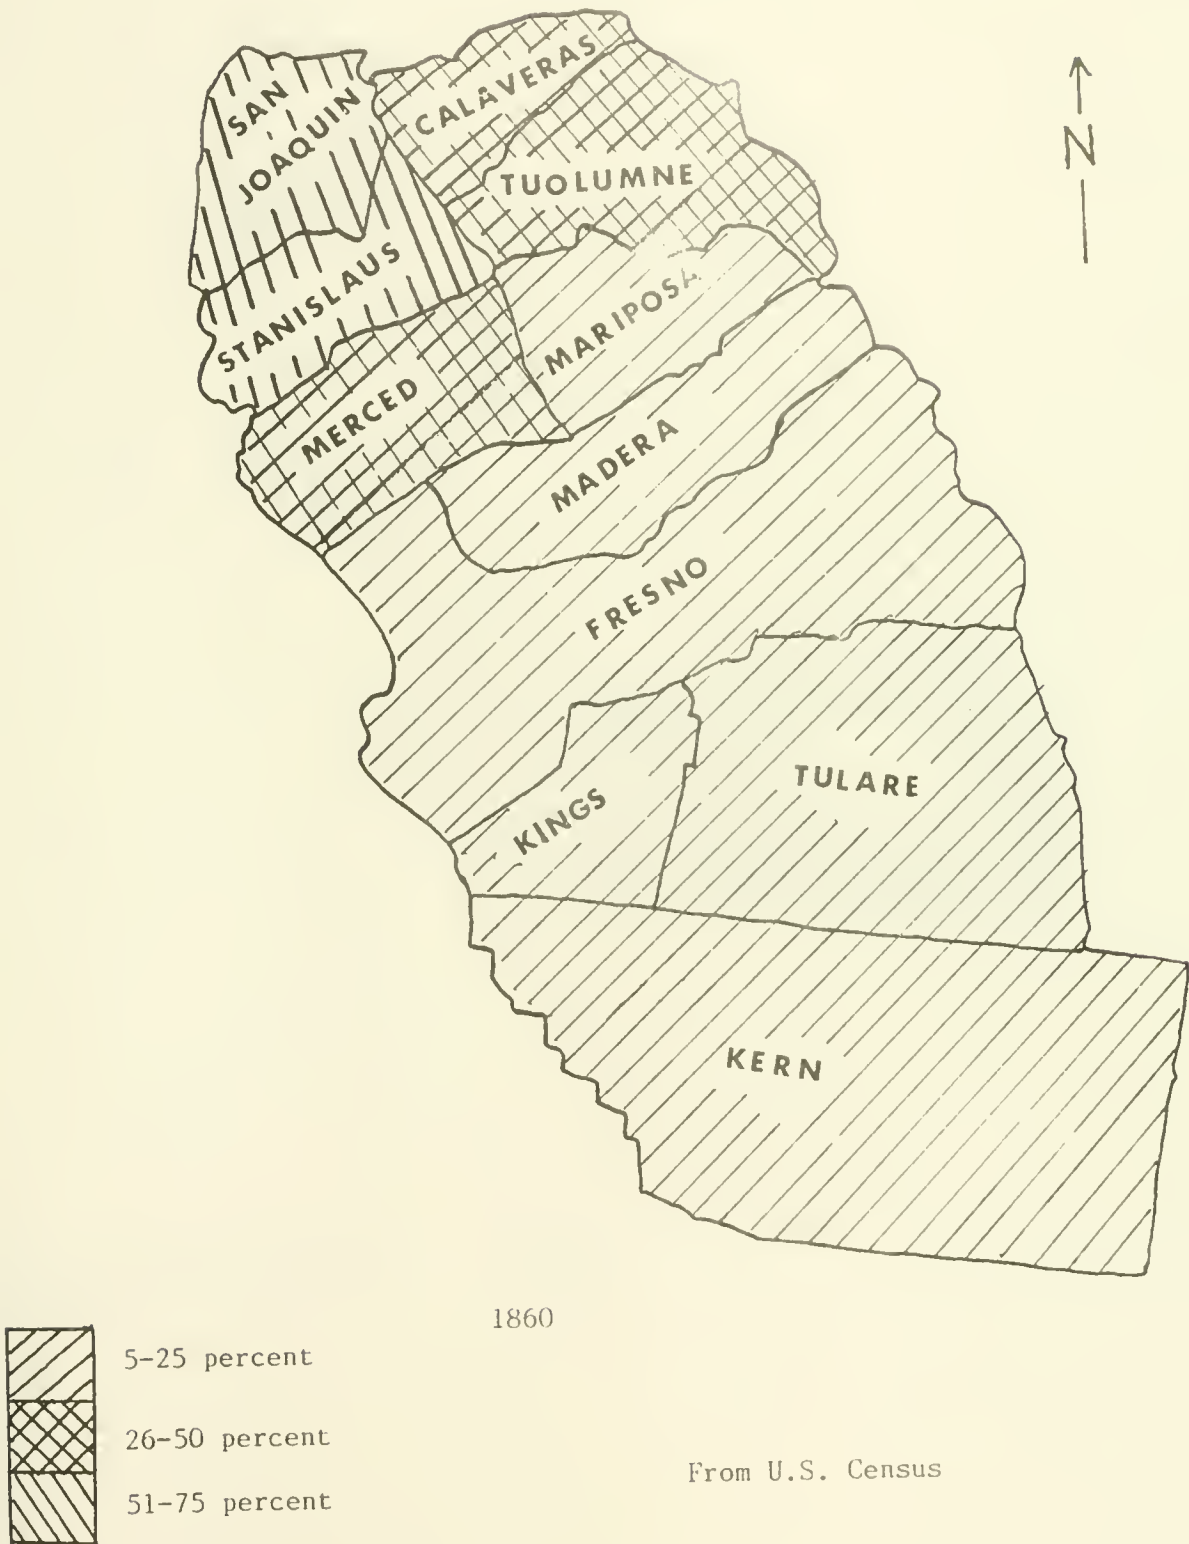 CALAVERAS
SAN
JOAQUIN
N
TUOLUMNE
STANISLAUS
MARIPOSA
MERCED
MADERA
FRESNO
TULARE
KINGS
KERN
1860
5-25 percent
26-50 percent
51-75 percent
From U.S. Census